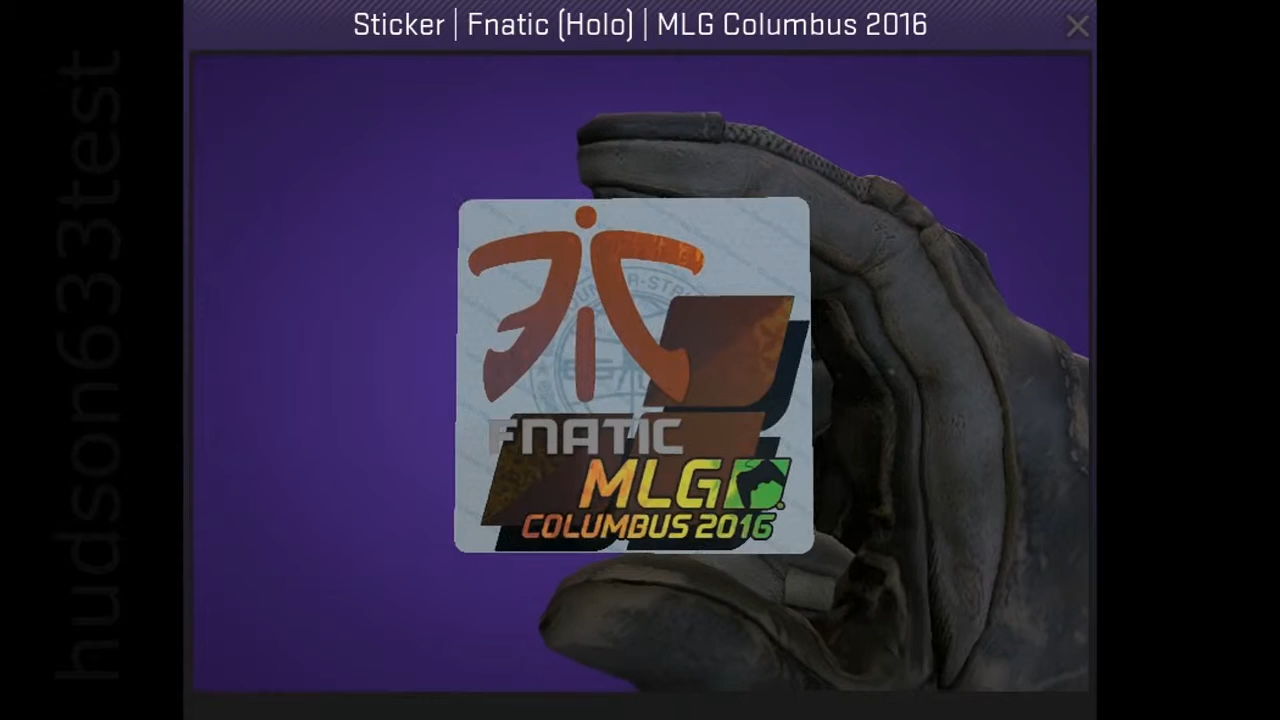 Sticker | Fnatic (Holo) | MLG Columbus 2016
FNATIC
MLG
COLUMBUS 2016
hudson633test